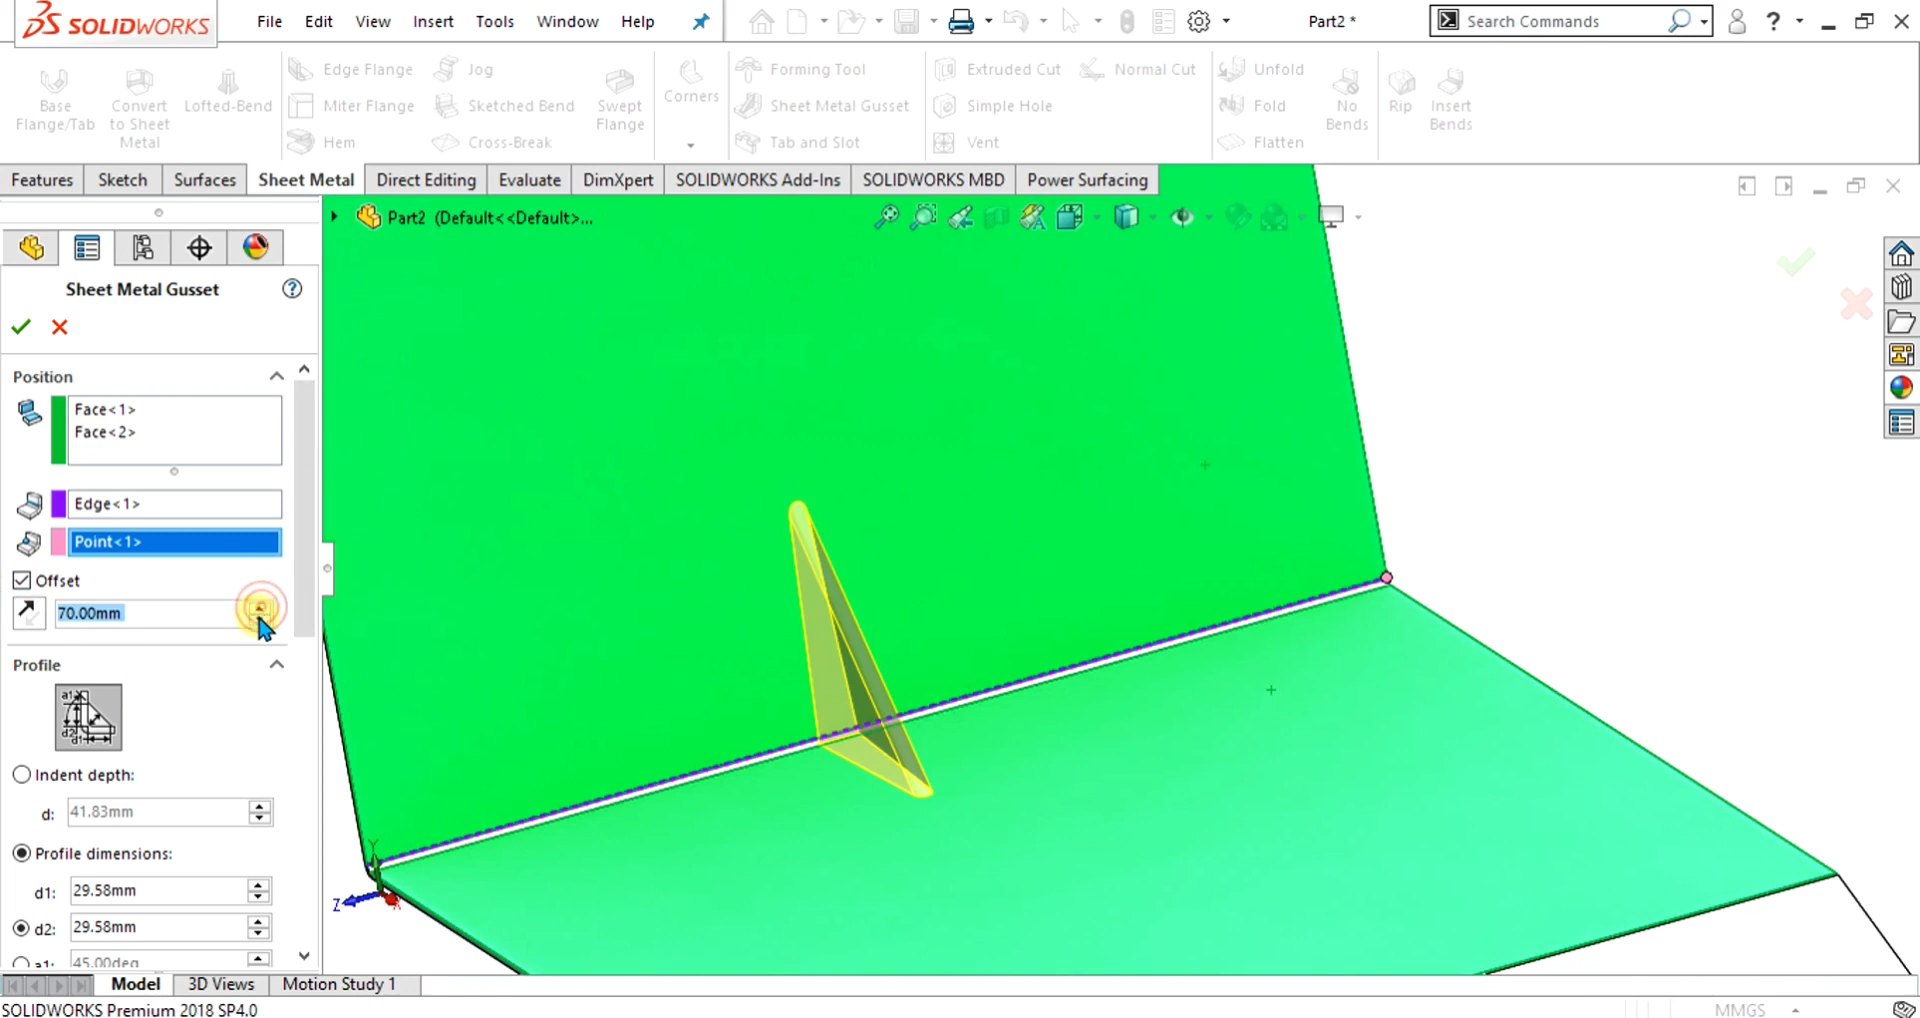 SOLIDWORKS
File
Edit
View
Insert
Tools
Window
Help
Part2 *
Search Commands
?
Base Flange/Tab
Convert to Sheet Metal
Lofted-Bend
Edge Flange
Miter Flange
Hem
Jog
Sketched Bend
Cross-Break
Swept Flange
Corners
Forming Tool
Sheet Metal Gusset
Tab and Slot
Vent
Extruded Cut
Simple Hole
Normal Cut
Unfold
Fold
Flatten
No Bends
Rip
Insert Bends
Features
Sketch
Surfaces
Sheet Metal
Direct Editing
Evaluate
DimXpert
SOLIDWORKS Add-Ins
SOLIDWORKS MBD
Power Surfacing
Part2 (Default<<Default>...
Sheet Metal Gusset
?
Position
Face<1>
Face<2>
Edge<1>
Point<1>
Offset
70.00mm
Profile
a1
d2
d1
Indent depth:
d:
41.83mm
Profile dimensions:
d1:
29.58mm
d2:
29.58mm
a1:
45.00deg
Y
Z
X
Model
3D Views
Motion Study 1
SOLIDWORKS Premium 2018 SP4.0
MMGS